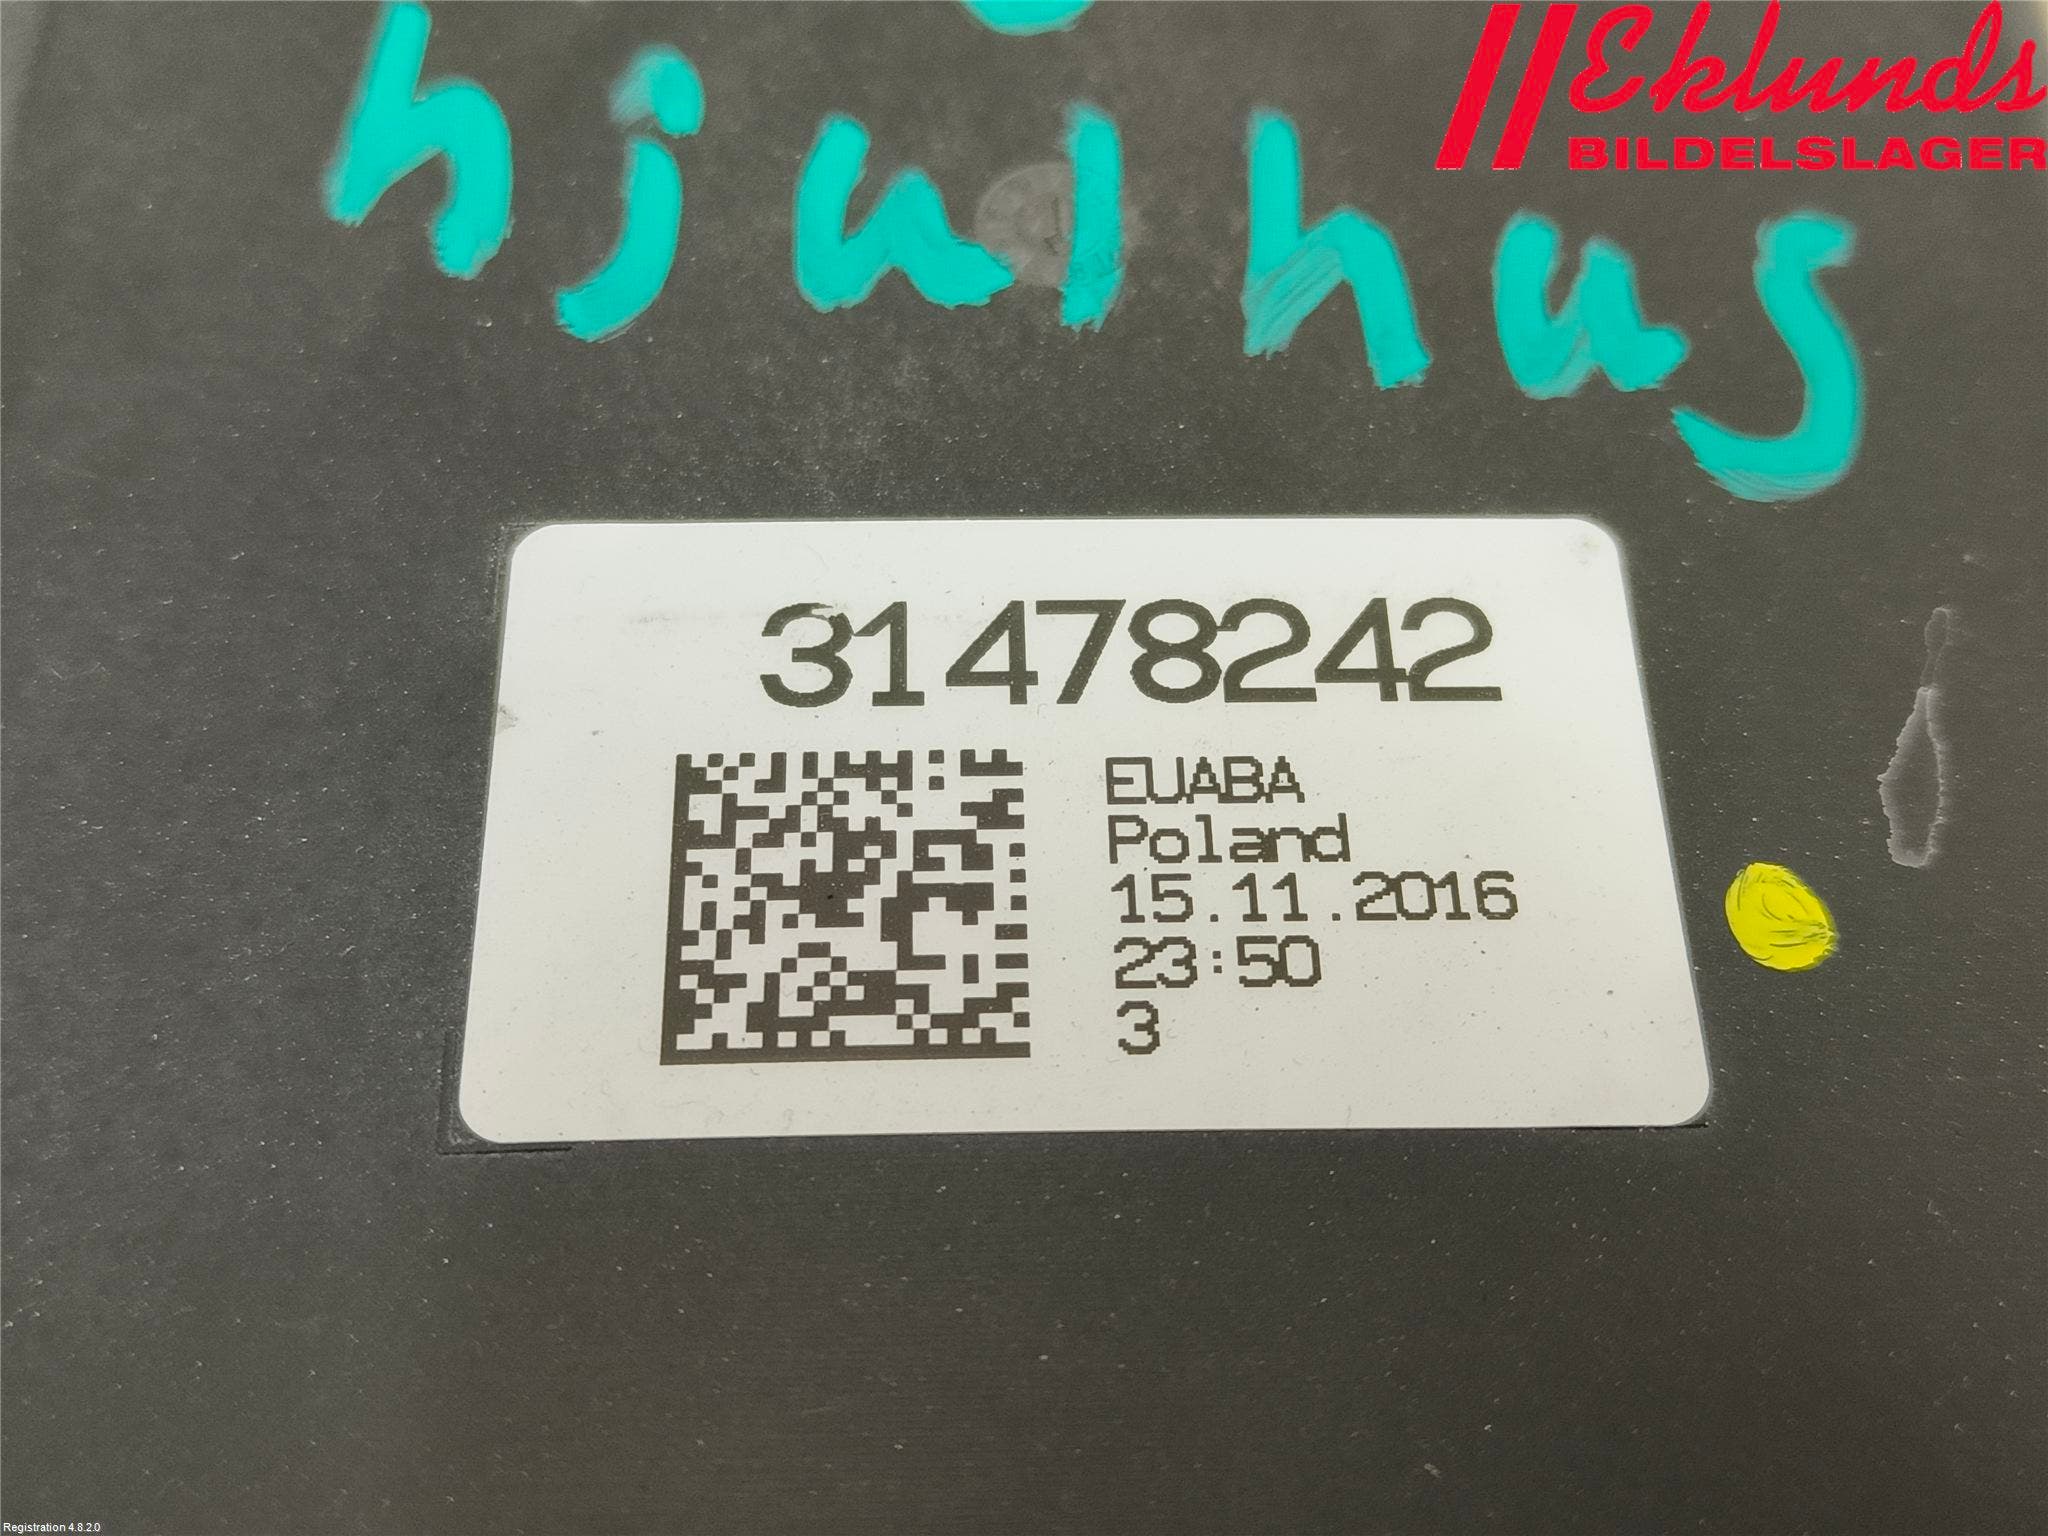 Eklunds
BILDELSLAGER
hjulhus
31478242
EUABA
Poland
15.11.2016
23:50
3
Registration 4.8.2.0